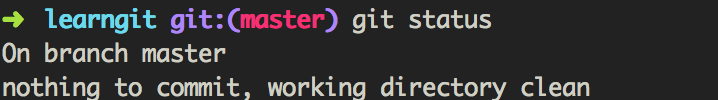 ➜ learngit git:(master) git status
On branch master
nothing to commit, working directory clean